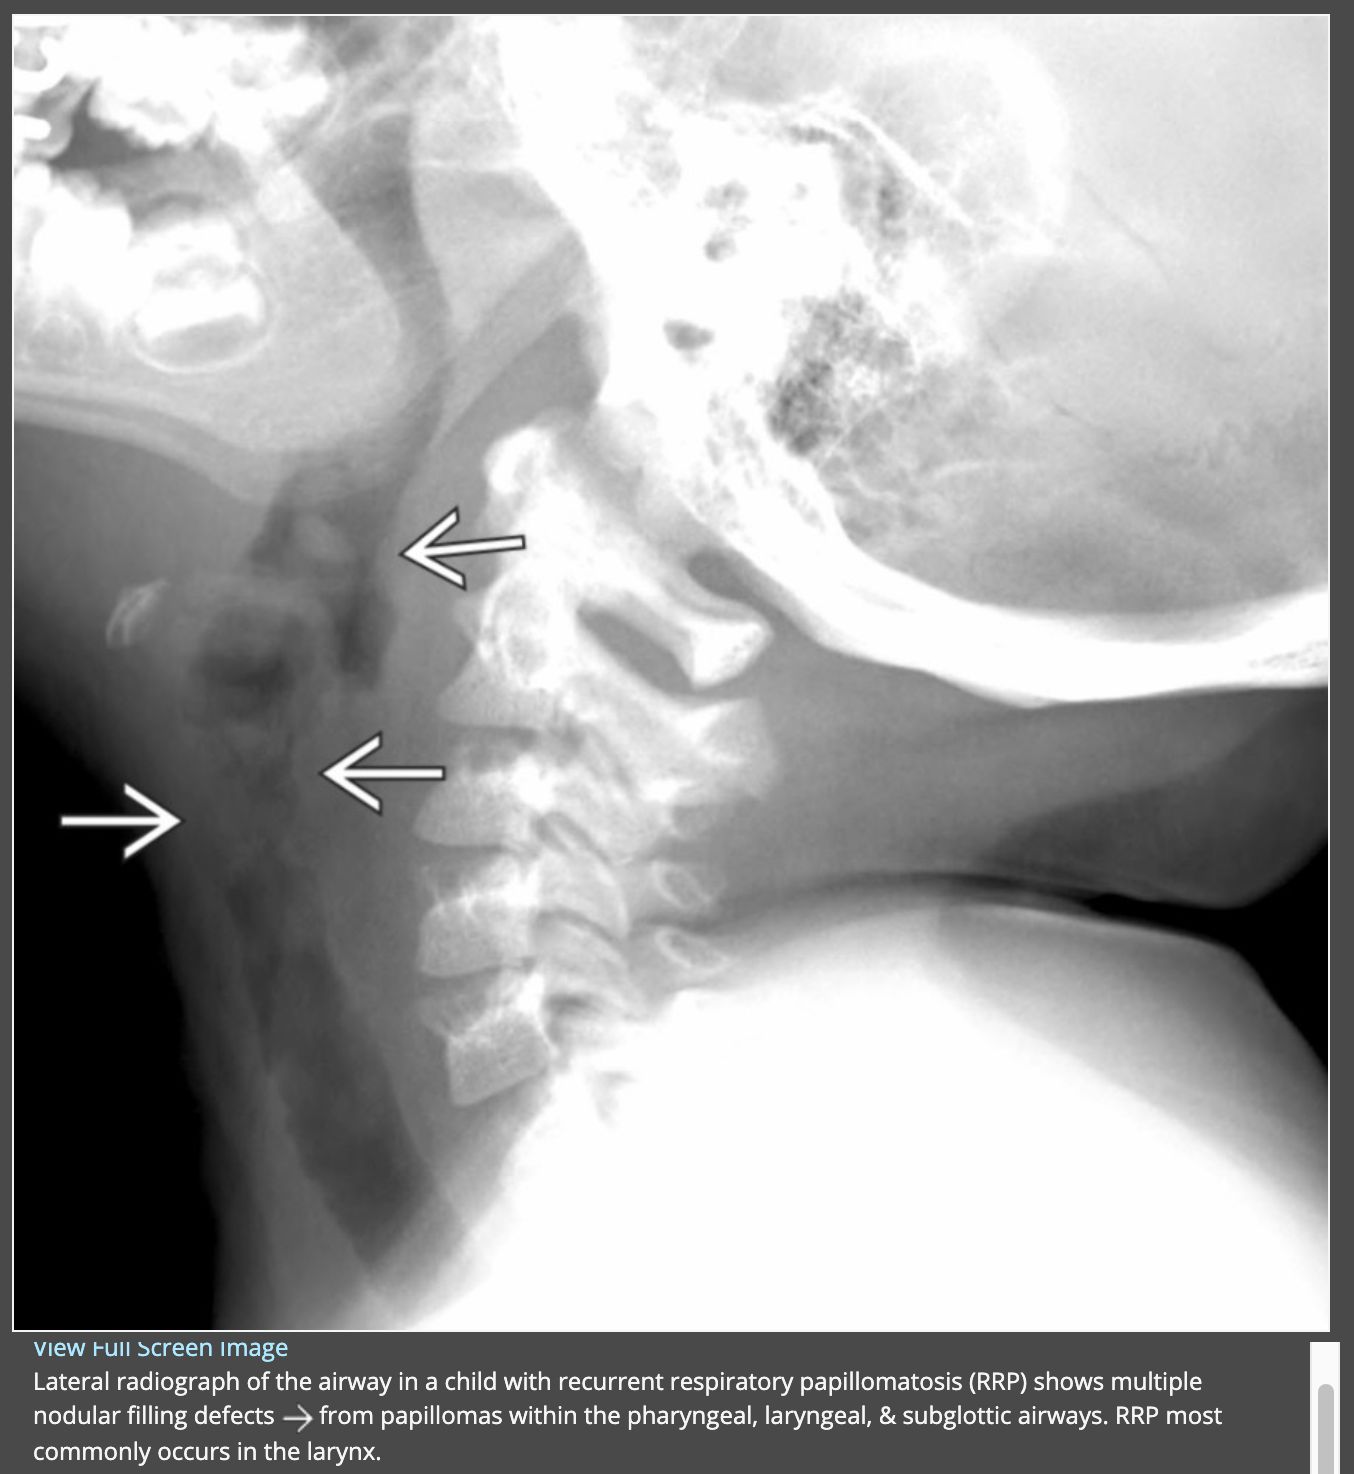 View Full Screen Image
Lateral radiograph of the airway in a child with recurrent respiratory papillomatosis (RRP) shows multiple
nodular filling defects → from papillomas within the pharyngeal, laryngeal, & subglottic airways. RRP most
commonly occurs in the larynx.